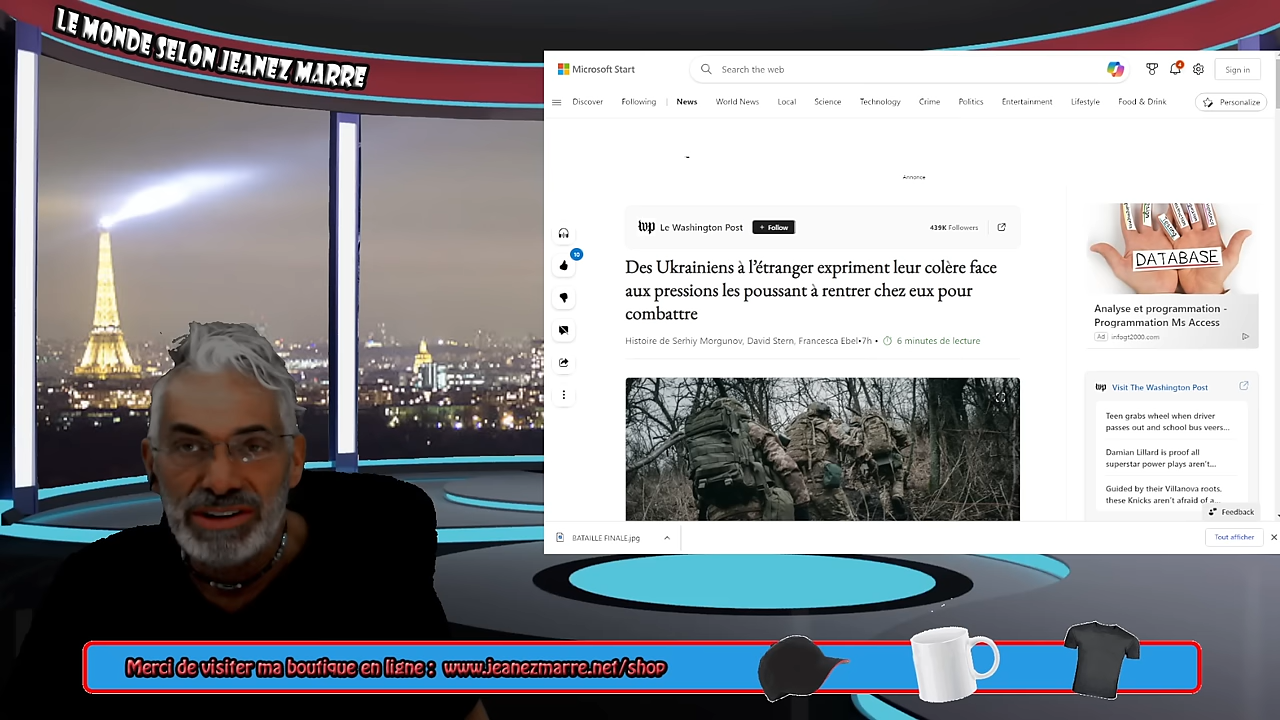 LE MONDE SELON JEANEZ MARRE
Microsoft Start
Search the web
4
Sign in
Discover
Following
News
World News
Local
Science
Technology
Crime
Politics
Entertainment
Lifestyle
Food & Drink
Personalize
Annonce
wp Le Washington Post
+ Follow
439K Followers
10
Des Ukrainiens à l'étranger expriment leur colère face
aux pressions les poussant à rentrer chez eux pour
combattre
Histoire de Serhiy Morgunov, David Stern, Francesca Ebel•7h • 6 minutes de lecture
DATABASE
Analyse et programmation -
Programmation Ms Access
Ad infogt2000.com
wp Visit The Washington Post
Teen grabs wheel when driver
passes out and school bus veers...
Damian Lillard is proof all
superstar power plays aren't...
Guided by their Villanova roots,
these Knicks aren't afraid of a...
Feedback
BATAILLE FINALE.jpg
Tout afficher
Merci de visiter ma boutique en ligne : www.jeanezmarre.net/shop